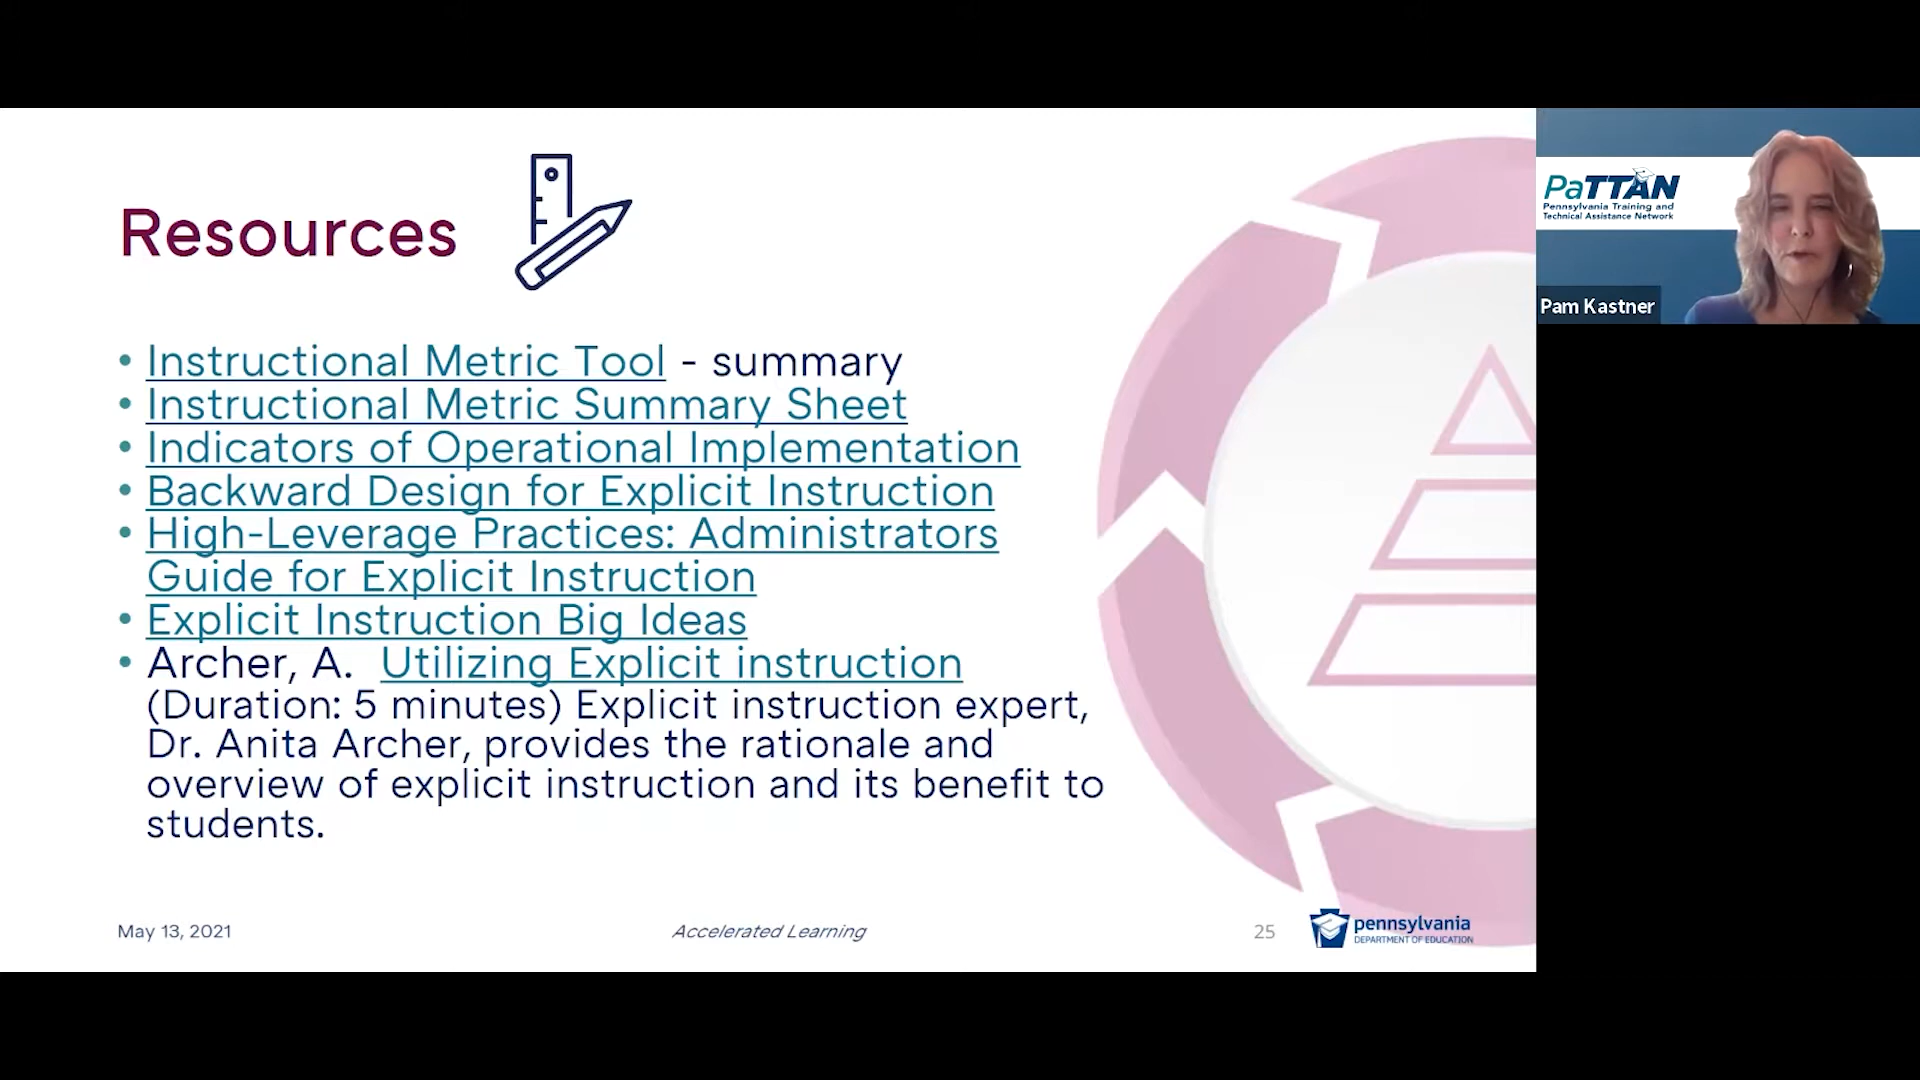 Resources
• Instructional Metric Tool - summary
• Instructional Metric Summary Sheet
• Indicators of Operational Implementation
• Backward Design for Explicit Instruction
• High-Leverage Practices: Administrators
Guide for Explicit Instruction
• Explicit Instruction Big Ideas
• Archer, A. Utilizing Explicit instruction
(Duration: 5 minutes) Explicit instruction expert,
Dr. Anita Archer, provides the rationale and
overview of explicit instruction and its benefit to
students.
May 13, 2021
Accelerated Learning
25
pennsylvania
DEPARTMENT OF EDUCATION
PaTTAN
Pennsylvania Training and
Technical Assistance Network
Pam Kastner